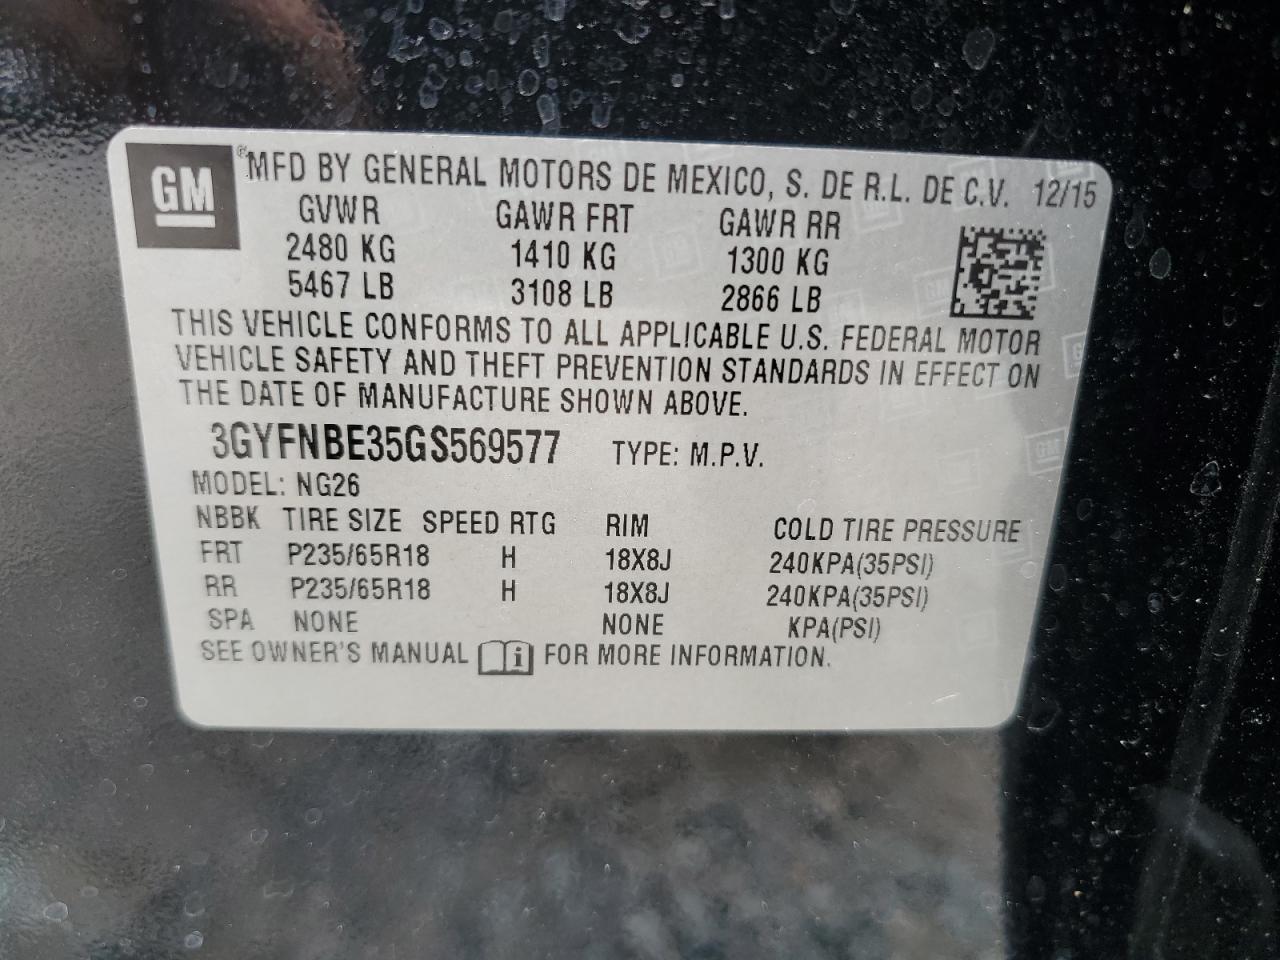 GM
® MFD BY GENERAL MOTORS DE MEXICO, S. DE R.L. DE C.V. 12/15
GVWR GAWR FRT GAWR RR
2480 KG 1410 KG 1300 KG
5467 LB 3108 LB 2866 LB
THIS VEHICLE CONFORMS TO ALL APPLICABLE U.S. FEDERAL MOTOR
VEHICLE SAFETY AND THEFT PREVENTION STANDARDS IN EFFECT ON
THE DATE OF MANUFACTURE SHOWN ABOVE.
3GYFNBE35GS569577 TYPE: M.P.V.
MODEL: NG26
NBBK TIRE SIZE SPEED RTG RIM COLD TIRE PRESSURE
FRT P235/65R18 H 18X8J 240KPA(35PSI)
RR P235/65R18 H 18X8J 240KPA(35PSI)
SPA NONE NONE KPA(PSI)
SEE OWNER'S MANUAL i FOR MORE INFORMATION.